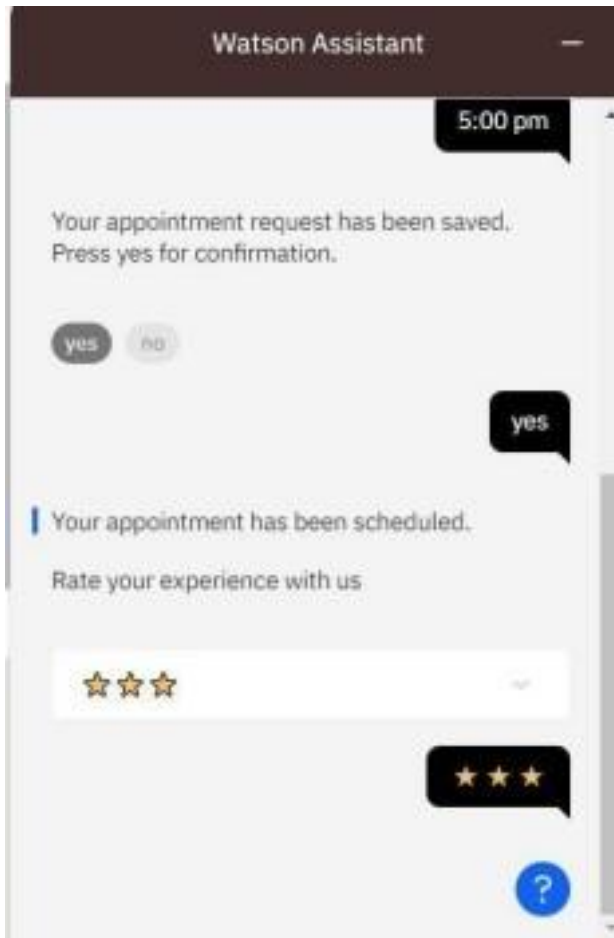 Watson Assistant
5:00 pm
Your appointment request has been saved.
Press yes for confirmation.
yes no
yes
Your appointment has been scheduled.
Rate your experience with us
?